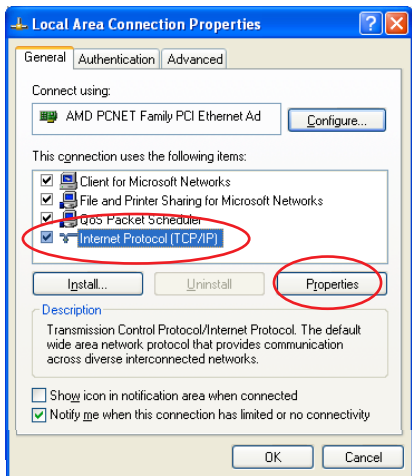 Local Area Connection Properties
General Authentication Advanced
Connect using:
AMD PCNET Family PCI Ethernet Ad Configure...
This connection uses the following items:
Client for Microsoft Networks
File and Printer Sharing for Microsoft Networks
QoS Packet Scheduler
Internet Protocol (TCP/IP)
Install... Uninstall Properties
Description
Transmission Control Protocol/Internet Protocol. The default
wide area network protocol that provides communication
across diverse interconnected networks.
Show icon in notification area when connected
Notify me when this connection has limited or no connectivity
OK Cancel